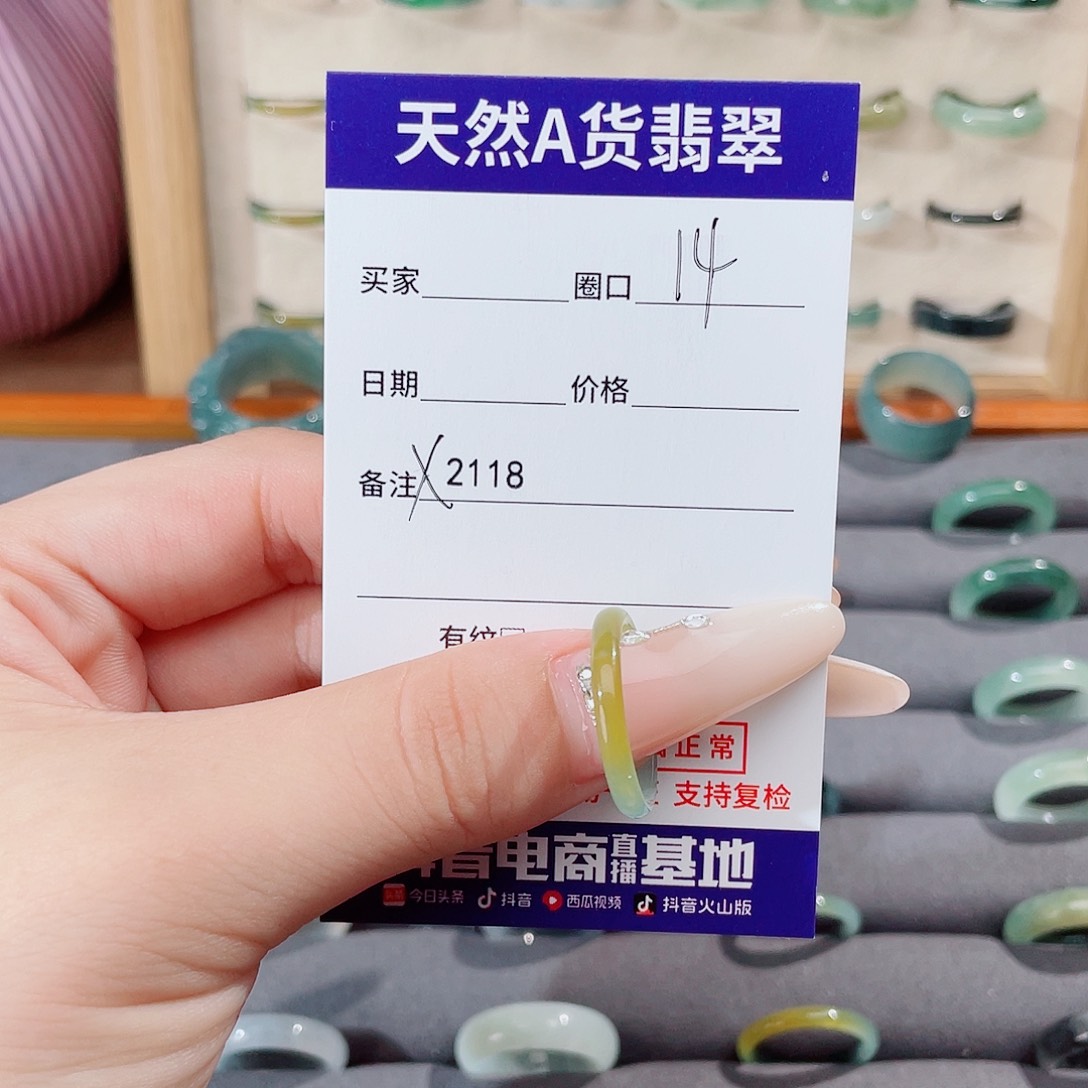 天然A货翡翠
买家 圈口 14
日期 价格
备注 X 2118
有纹
正常
支持复检
音电商直播基地
今日头条 抖音 西瓜视频 抖音火山版